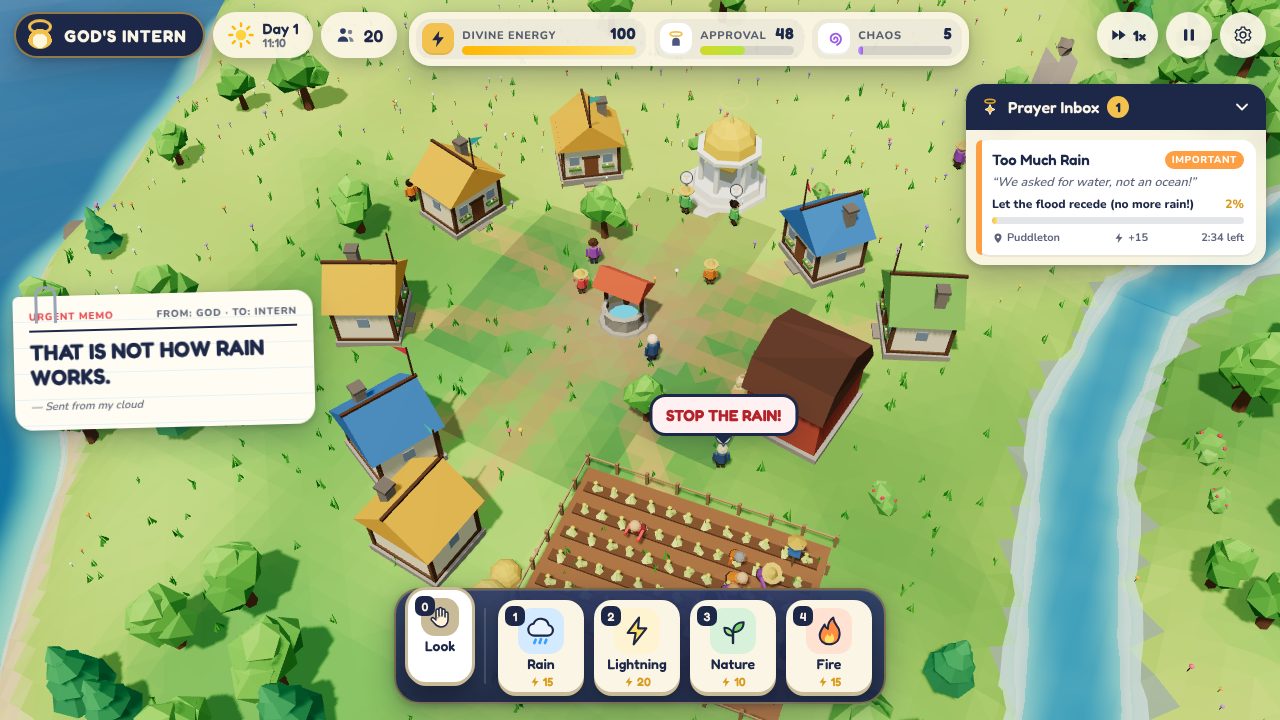 GOD'S INTERN
Day 1
11:10
20
DIVINE ENERGY 100
APPROVAL 48
CHAOS 5
1x
Prayer Inbox 1
Too Much Rain IMPORTANT
“We asked for water, not an ocean!”
Let the flood recede (no more rain!) 2%
Puddleton +15 2:34 left
URGENT MEMO FROM: GOD · TO: INTERN
THAT IS NOT HOW RAIN
WORKS.
— Sent from my cloud
STOP THE RAIN!
0 Look
1 Rain 15
2 Lightning 20
3 Nature 10
4 Fire 15